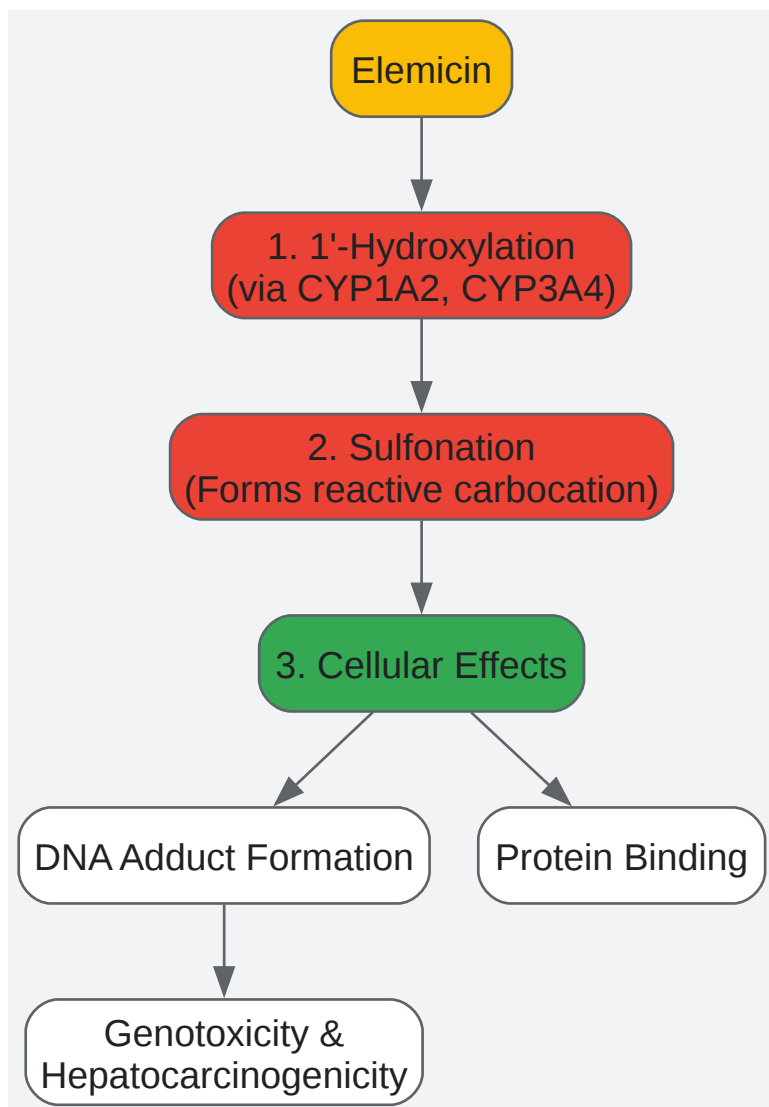 Elemicin
1. 1'-Hydroxylation
(via CYP1A2, CYP3A4)
2. Sulfonation
(Forms reactive carbocation)
3. Cellular Effects
DNA Adduct Formation
Protein Binding
Genotoxicity &
Hepatocarcinogenicity